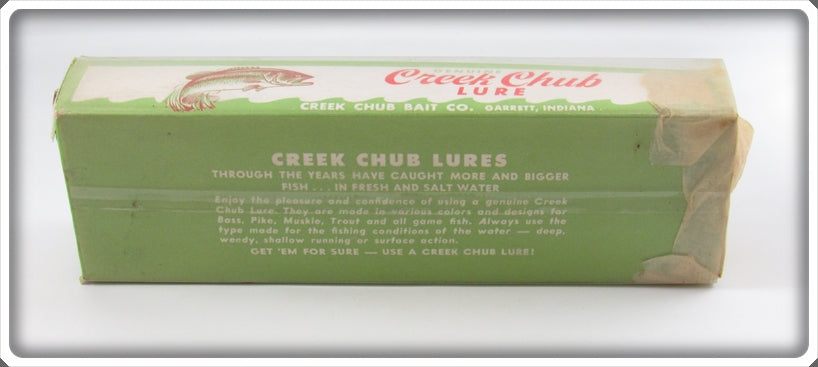 GENUINE
Creek Chub
LURE
CREEK CHUB BAIT CO. GARRETT, INDIANA
CREEK CHUB LURES
THROUGH THE YEARS HAVE CAUGHT MORE AND BIGGER
FISH . . . IN FRESH AND SALT WATER
Enjoy the pleasure and confidence of using a genuine Creek
Chub Lure. They are made in various colors and designs for
Bass, Pike, Muskie, Trout and all game fish. Always use the
type made for the fishing conditions of the water — deep,
weedy, shallow running or surface action.
GET 'EM FOR SURE — USE A CREEK CHUB LURE!